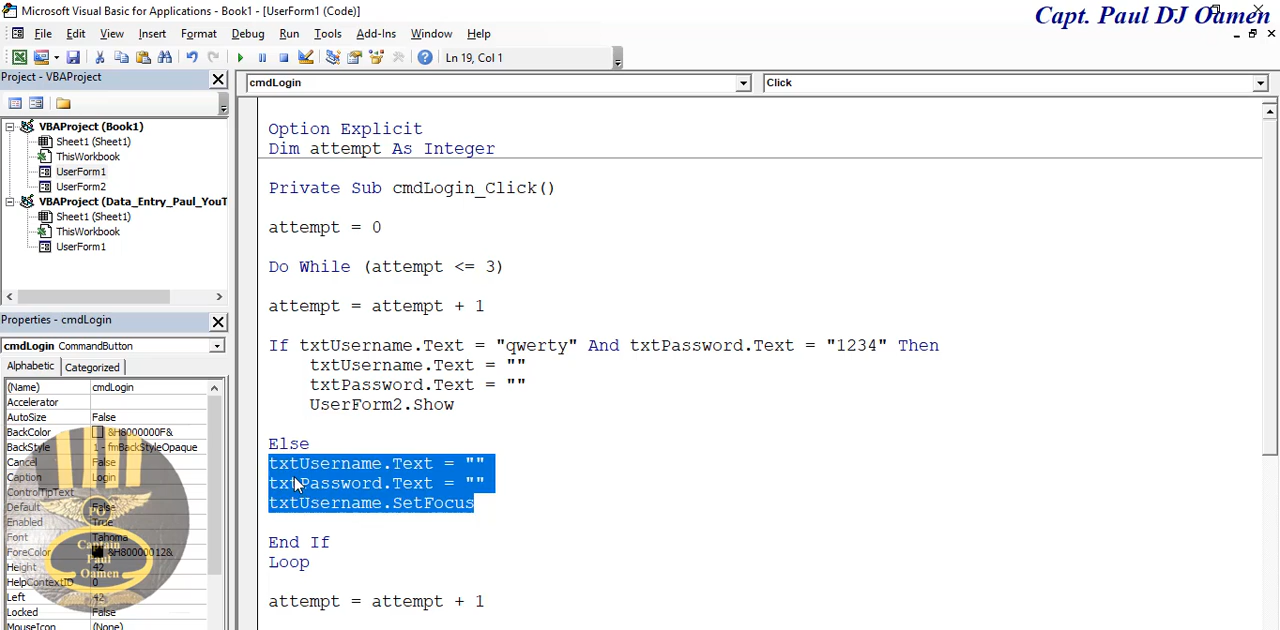 Microsoft Visual Basic for Applications - Book1 - [UserForm1 (Code)]
Capt. Paul DJ Oamen
File Edit View Insert Format Debug Run Tools Add-Ins Window Help
Ln 19, Col 1
Project - VBAProject
VBAProject (Book1)
Sheet1 (Sheet1)
ThisWorkbook
UserForm1
UserForm2
VBAProject (Data_Entry_Paul_YouT
Sheet1 (Sheet1)
ThisWorkbook
UserForm1
Properties - cmdLogin
cmdLogin CommandButton
Alphabetic Categorized
(Name) cmdLogin
Accelerator
AutoSize False
BackColor &H8000000F&
BackStyle 1 - fmBackStyleOpaque
Cancel False
Caption Login
ControlTipText
Default False
Enabled True
Font Tahoma
ForeColor &H80000012&
Height 42
HelpContextID 0
Left 42
Locked False
MouseIcon (None)
PO
Captain
Paul
Oamen
cmdLogin Click
Option Explicit
Dim attempt As Integer
Private Sub cmdLogin_Click()
attempt = 0
Do While (attempt <= 3)
attempt = attempt + 1
If txtUsername.Text = "qwerty" And txtPassword.Text = "1234" Then
txtUsername.Text = ""
txtPassword.Text = ""
UserForm2.Show
Else
txtUsername.Text = ""
txtPassword.Text = ""
txtUsername.SetFocus
End If
Loop
attempt = attempt + 1